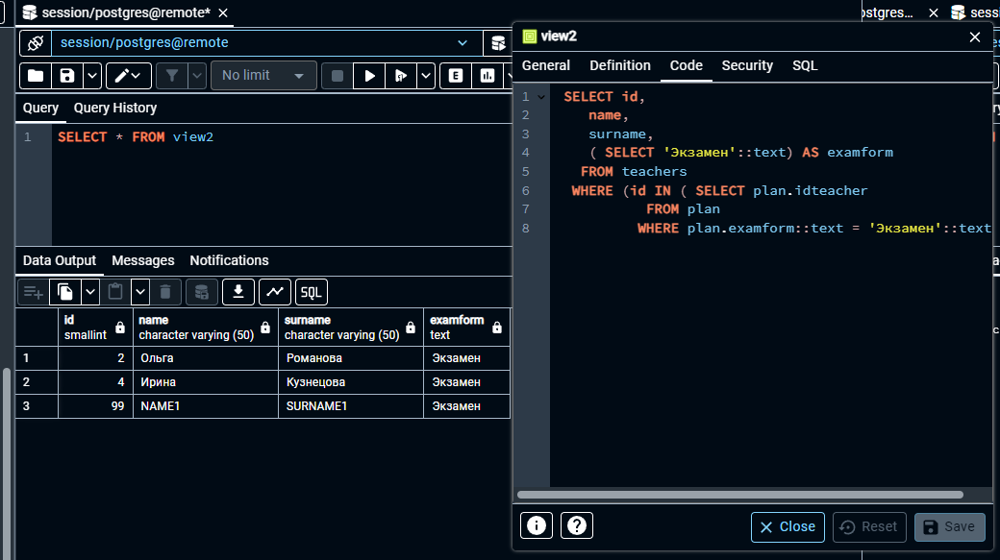 session/postgres@remote*
ostgres...
sess
session/postgres@remote
No limit
E
Query
Query History
1 SELECT * FROM view2
Data Output
Messages
Notifications
SQL
id
smallint
name
character varying (50)
surname
character varying (50)
examform
text
1 2 Ольга Романова Экзамен
2 4 Ирина Кузнецова Экзамен
3 99 NAME1 SURNAME1 Экзамен
view2
General
Definition
Code
Security
SQL
1 SELECT id,
2 name,
3 surname,
4 ( SELECT 'Экзамен'::text) AS examform
5 FROM teachers
6 WHERE (id IN ( SELECT plan.idteacher
7 FROM plan
8 WHERE plan.examform::text = 'Экзамен'::text
i
?
Close
Reset
Save